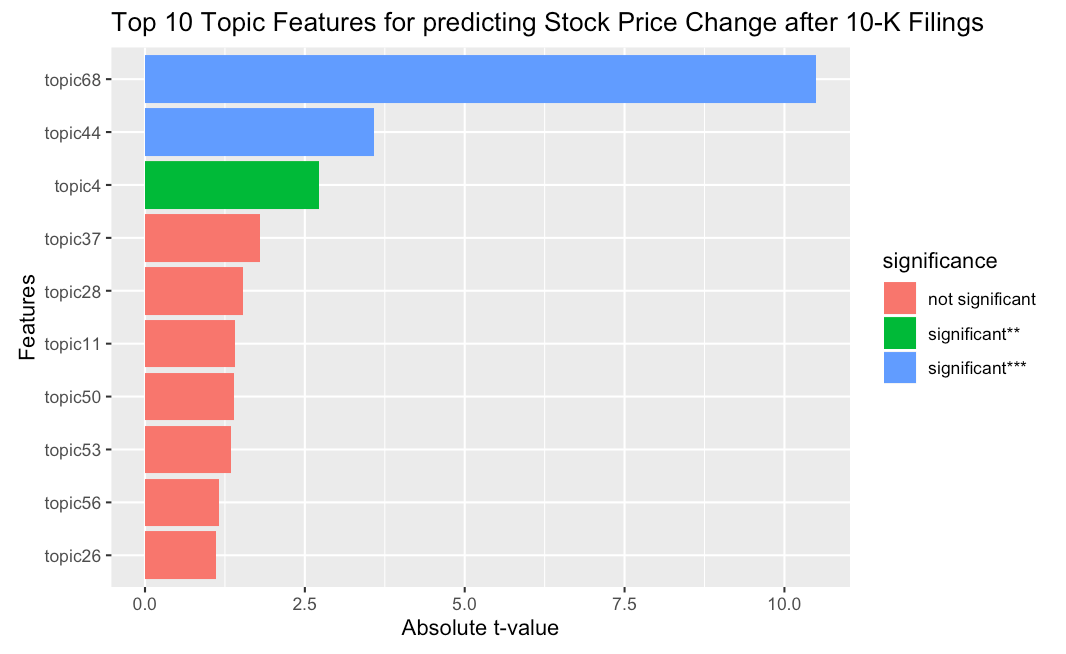 Top 10 Topic Features for predicting Stock Price Change after 10-K Filings
Features
topic68
topic44
topic4
topic37
topic28
topic11
topic50
topic53
topic56
topic26
0.0 2.5 5.0 7.5 10.0
Absolute t-value
significance
not significant
significant**
significant***